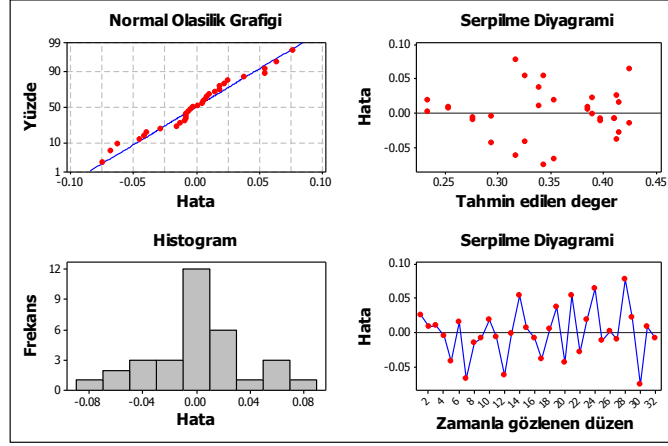 Normal Olasilik Grafigi
99
90
50
10
1
Yüzde
-0.10
-0.05
0.00
0.05
0.10
Hata
Serpilme Diyagrami
0.10
0.05
0.00
-0.05
Hata
0.25
0.30
0.35
0.40
0.45
Tahmin edilen deger
Histogram
12
9
6
3
0
Frekans
-0.08
-0.04
0.00
0.04
0.08
Hata
Serpilme Diyagrami
0.10
0.05
0.00
-0.05
Hata
2 4 6 8 10 12 14 16 18 20 22 24 26 28 30 32
Zamanla gözlenen düzen